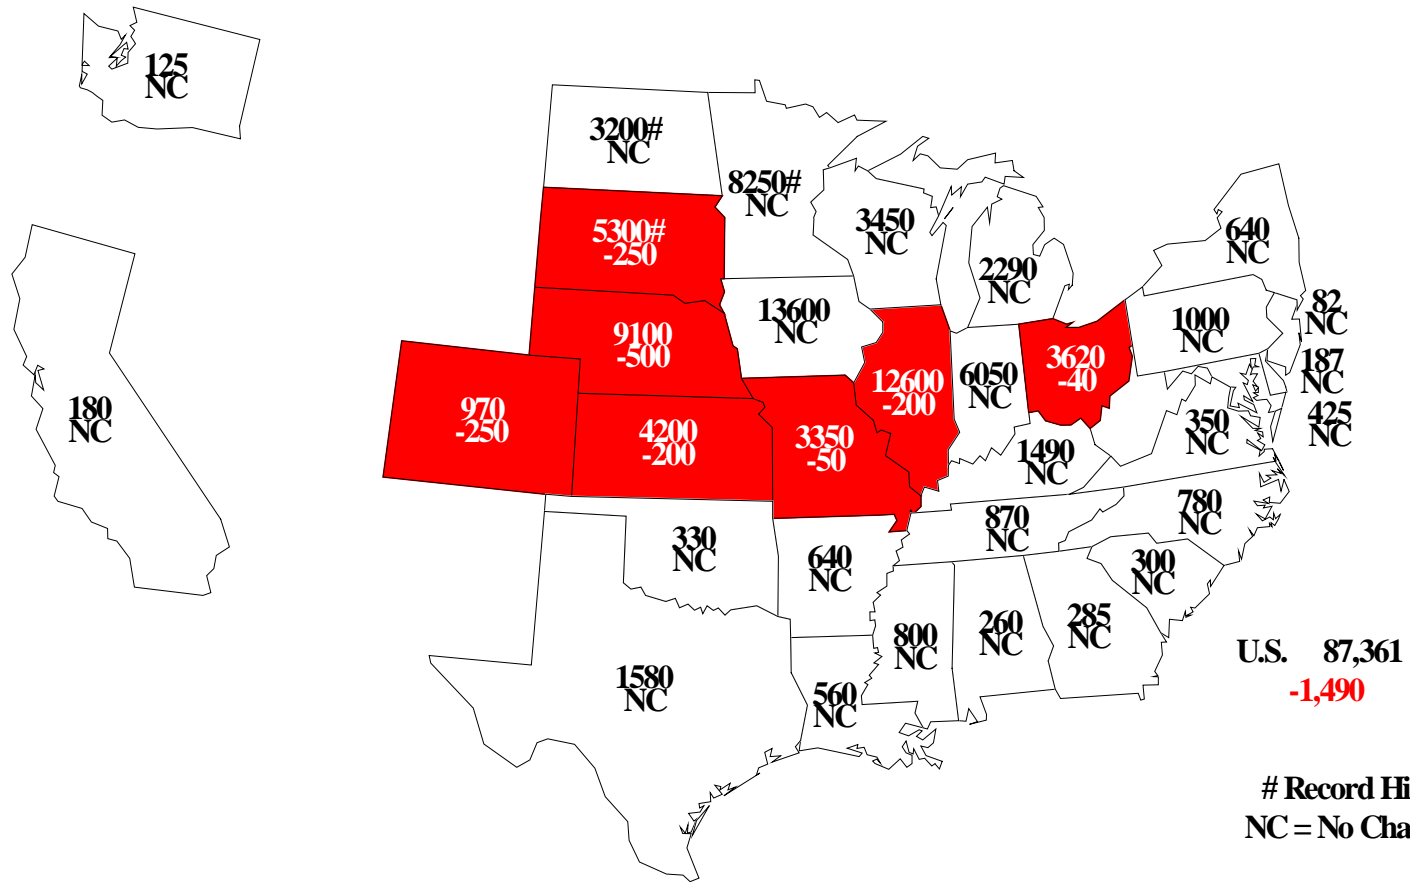 125
NC
3200#
NC
8250#
NC
5300#
-250
3450
NC
640
NC
2290
NC
13600
NC
82
NC
1000
NC
9100
-500
3620
-40
187
NC
6050
NC
12600
-200
180
NC
970
-250
4200
-200
3350
-50
350
NC
425
NC
1490
NC
780
NC
870
NC
330
NC
640
NC
300
NC
800
NC
260
NC
285
NC
U.S. 87,361
-1,490
1580
NC
560
NC
# Record Hi
NC = No Cha